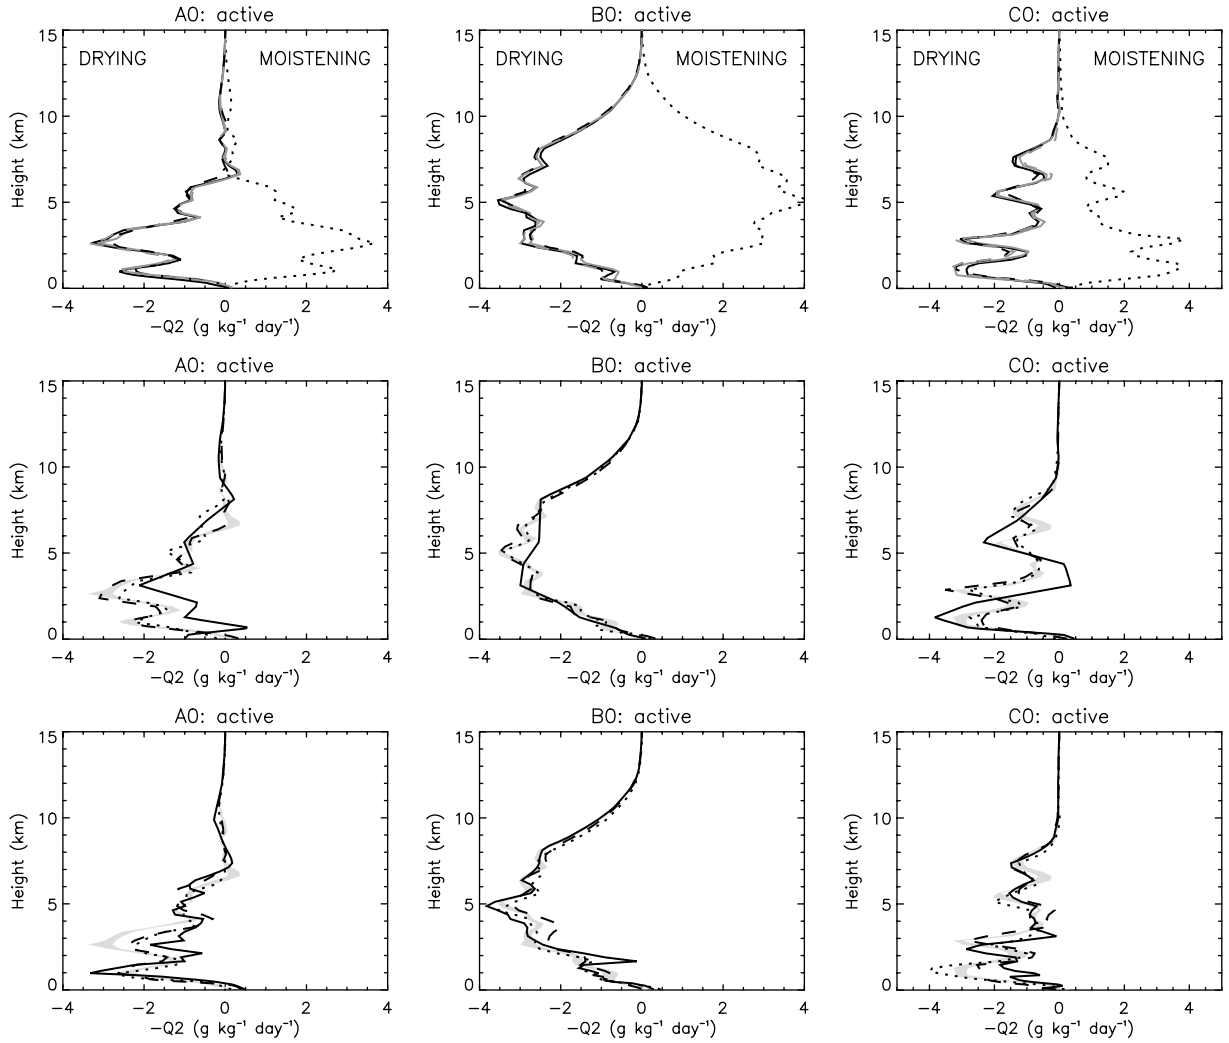 A0: active
B0: active
C0: active
15
DRYING
MOISTENING
10
Height (km)
5
0
−4
−2
0
2
4
−Q2 (g kg⁻¹ day⁻¹)
15
DRYING
MOISTENING
10
Height (km)
5
0
−4
−2
0
2
4
−Q2 (g kg⁻¹ day⁻¹)
15
DRYING
MOISTENING
10
Height (km)
5
0
−4
−2
0
2
4
−Q2 (g kg⁻¹ day⁻¹)
A0: active
B0: active
C0: active
15
10
Height (km)
5
0
−4
−2
0
2
4
−Q2 (g kg⁻¹ day⁻¹)
15
10
Height (km)
5
0
−4
−2
0
2
4
−Q2 (g kg⁻¹ day⁻¹)
15
10
Height (km)
5
0
−4
−2
0
2
4
−Q2 (g kg⁻¹ day⁻¹)
A0: active
B0: active
C0: active
15
10
Height (km)
5
0
−4
−2
0
2
4
−Q2 (g kg⁻¹ day⁻¹)
15
10
Height (km)
5
0
−4
−2
0
2
4
−Q2 (g kg⁻¹ day⁻¹)
15
10
Height (km)
5
0
−4
−2
0
2
4
−Q2 (g kg⁻¹ day⁻¹)